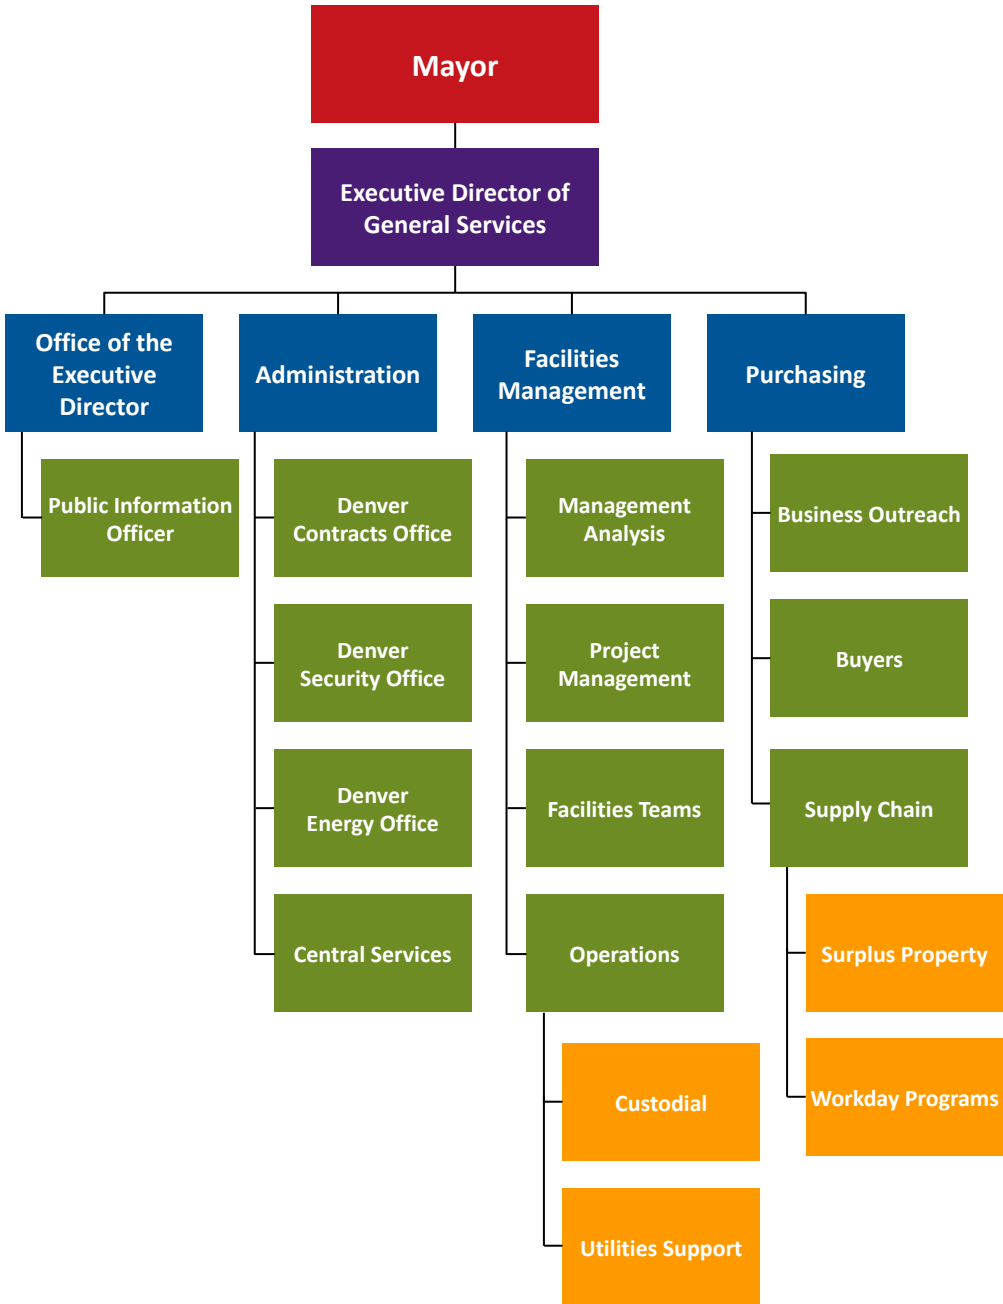 Mayor
Executive Director of
General Services
Office of the
Executive
Director
Administration
Facilities
Management
Purchasing
Public Information
Officer
Denver
Contracts Office
Denver
Security Office
Denver
Energy Office
Central Services
Management
Analysis
Project
Management
Facilities Teams
Operations
Custodial
Utilities Support
Business Outreach
Buyers
Supply Chain
Surplus Property
Workday Programs